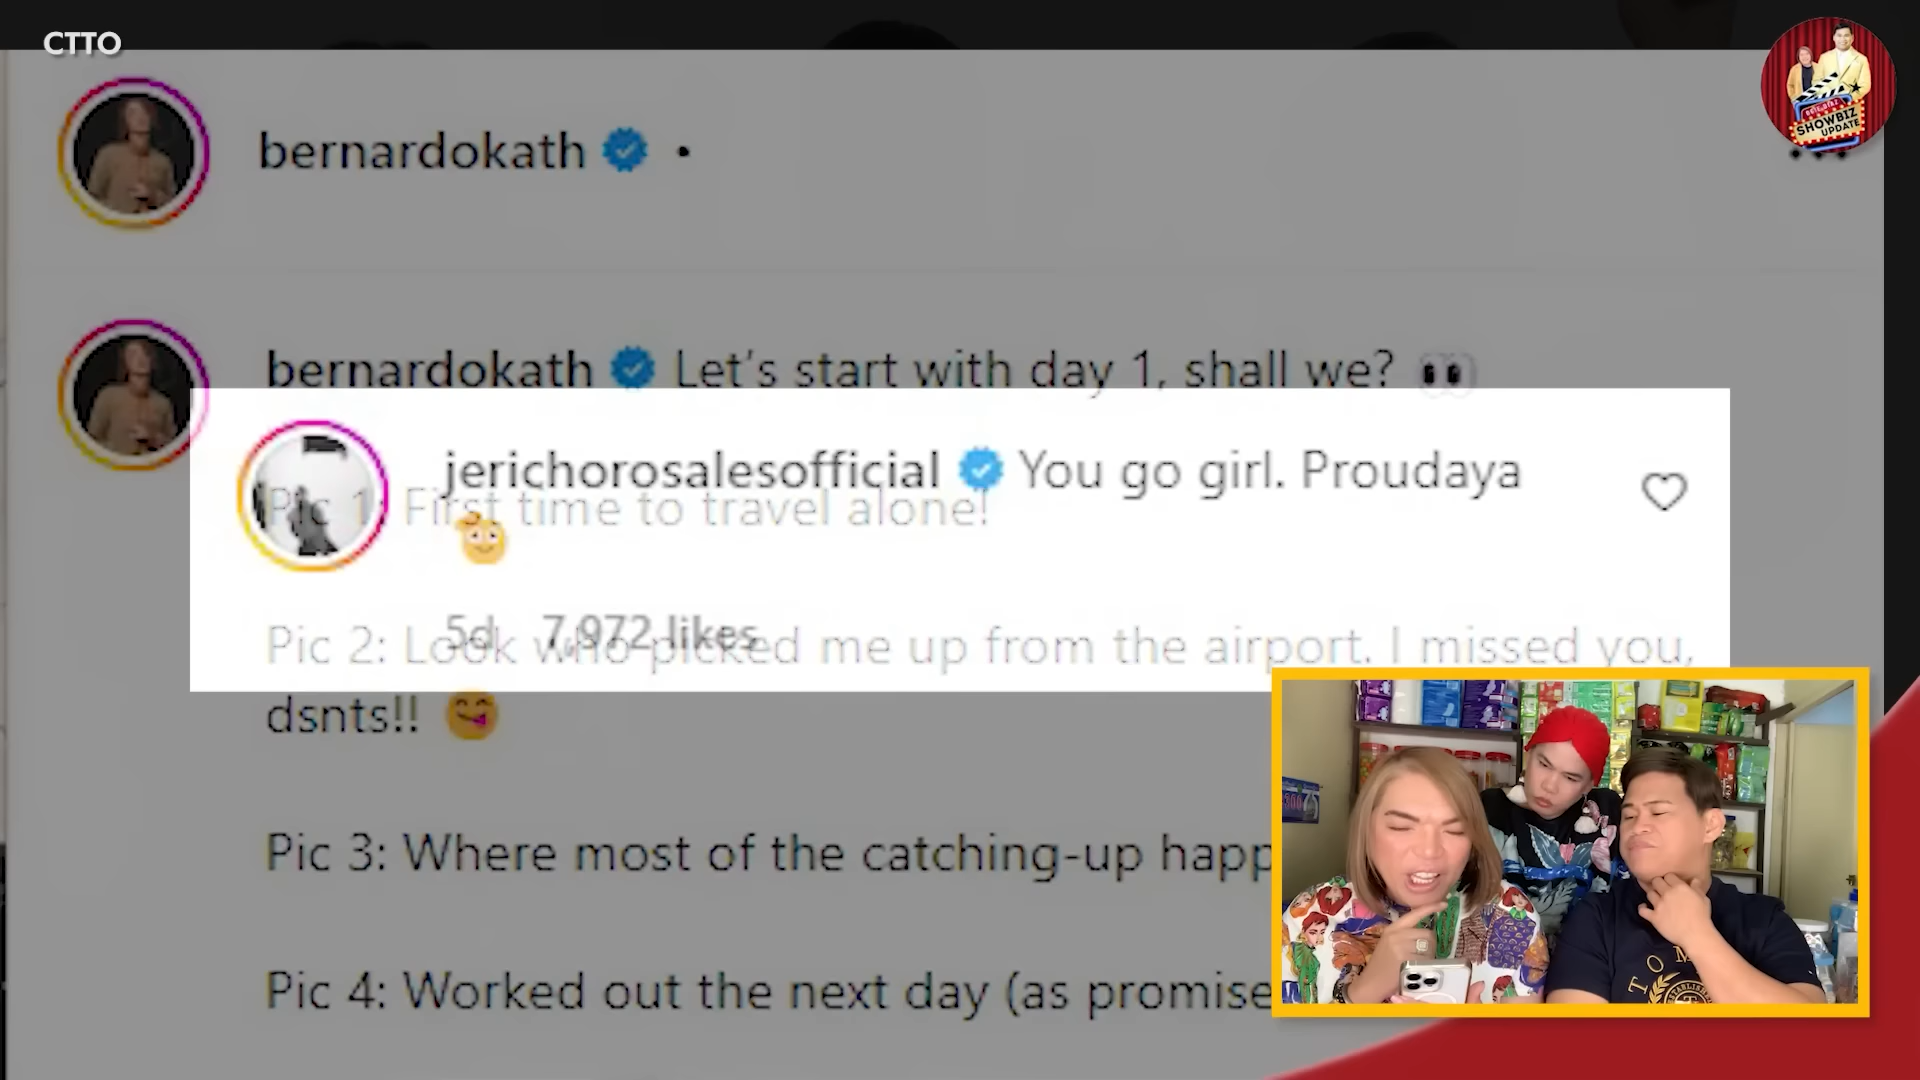 CTTO
SHOWBIZ
UPDATE
bernardokath •
bernardokath Let's start with day 1, shall we? 👀
jerichorosalesofficial You go girl. Proudaya
Pic 1: First time to travel alone!
5d 7,972 likes
Pic 2: Look who picked me up from the airport. I missed you,
dsnts!! 😋
Pic 3: Where most of the catching-up happ
Pic 4: Worked out the next day (as promise
TOM